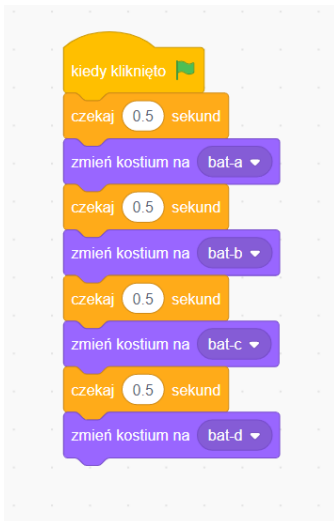 kiedy kliknięto
czekaj 0.5 sekund
zmień kostium na bat-a
czekaj 0.5 sekund
zmień kostium na bat-b
czekaj 0.5 sekund
zmień kostium na bat-c
czekaj 0.5 sekund
zmień kostium na bat-d